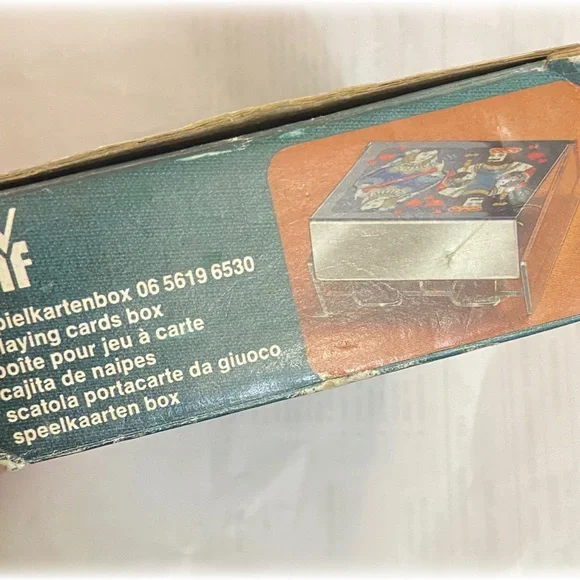 pielkartenbox 06 5619 6530
laying cards box
boîte pour jeu à carte
cajita de naipes
scatola portacarte da giuoco
speelkaarten box